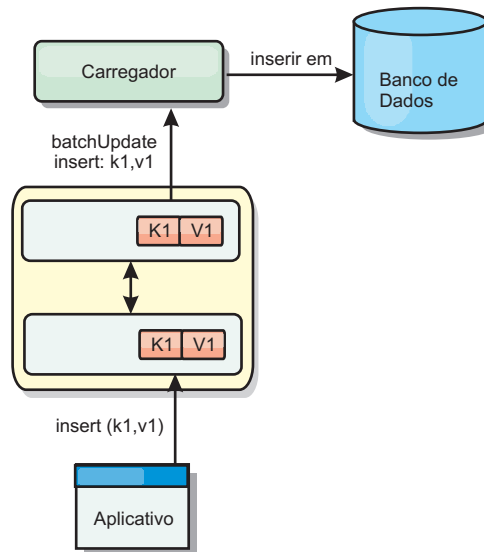 Carregador
inserir em
Banco de
Dados
batchUpdate
insert: k1,v1
K1 V1
K1 V1
insert (k1,v1)
Aplicativo